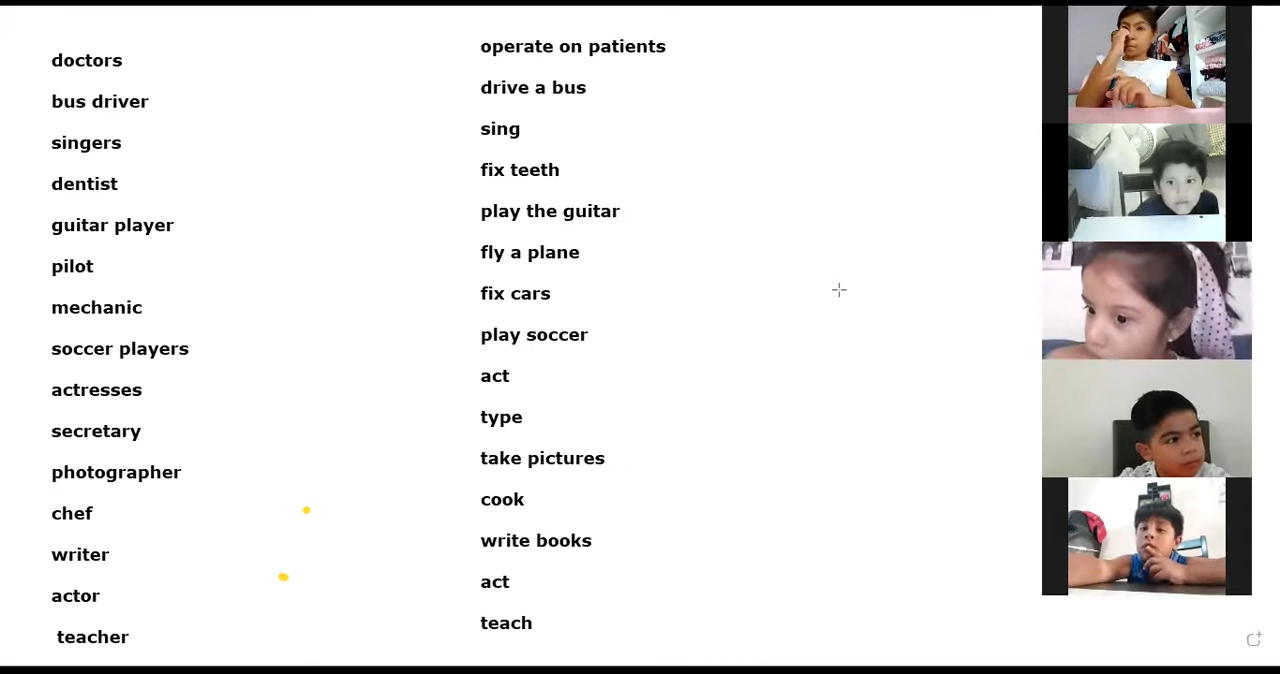 doctors
bus driver
singers
dentist
guitar player
pilot
mechanic
soccer players
actresses
secretary
photographer
chef
writer
actor
teacher
operate on patients
drive a bus
sing
fix teeth
play the guitar
fly a plane
fix cars
play soccer
act
type
take pictures
cook
write books
act
teach